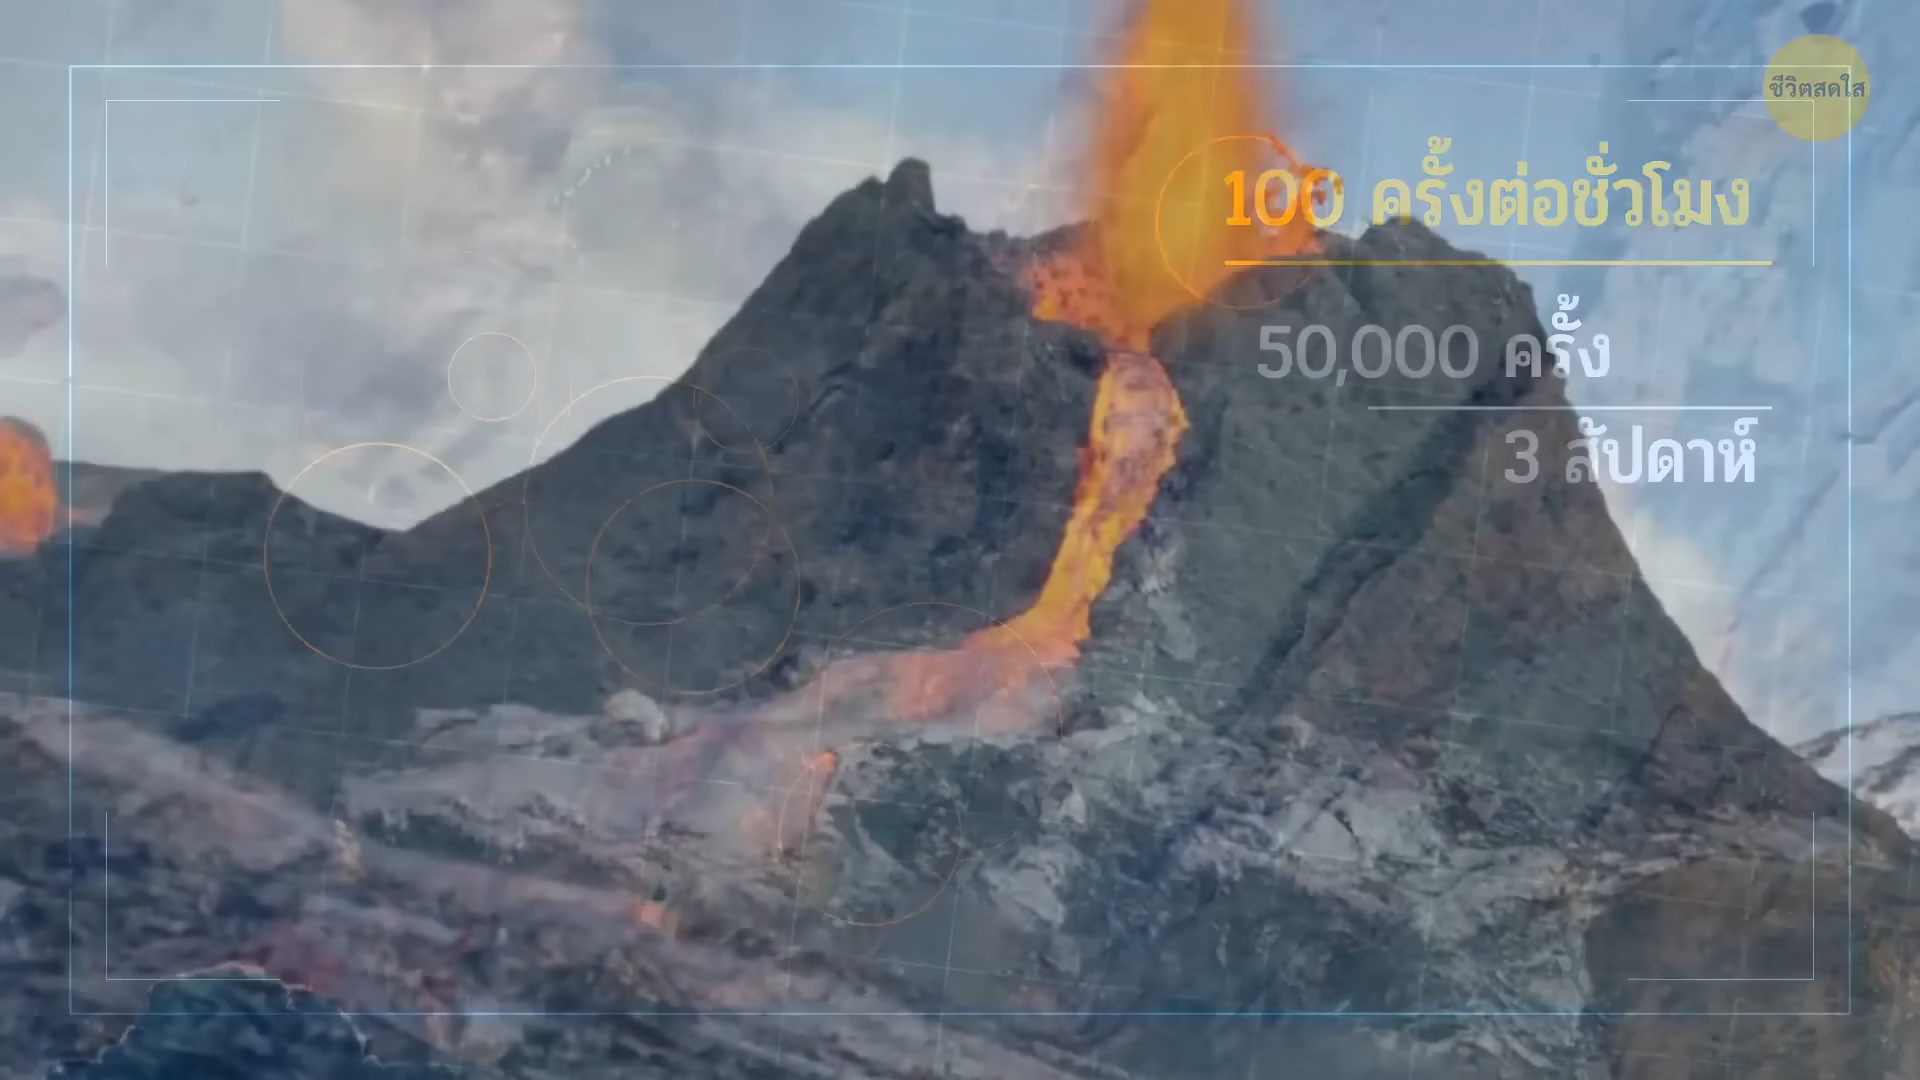 ชีวิตสดใส
100 ครั้งต่อชั่วโมง
50,000 ครั้ง
3 สัปดาห์